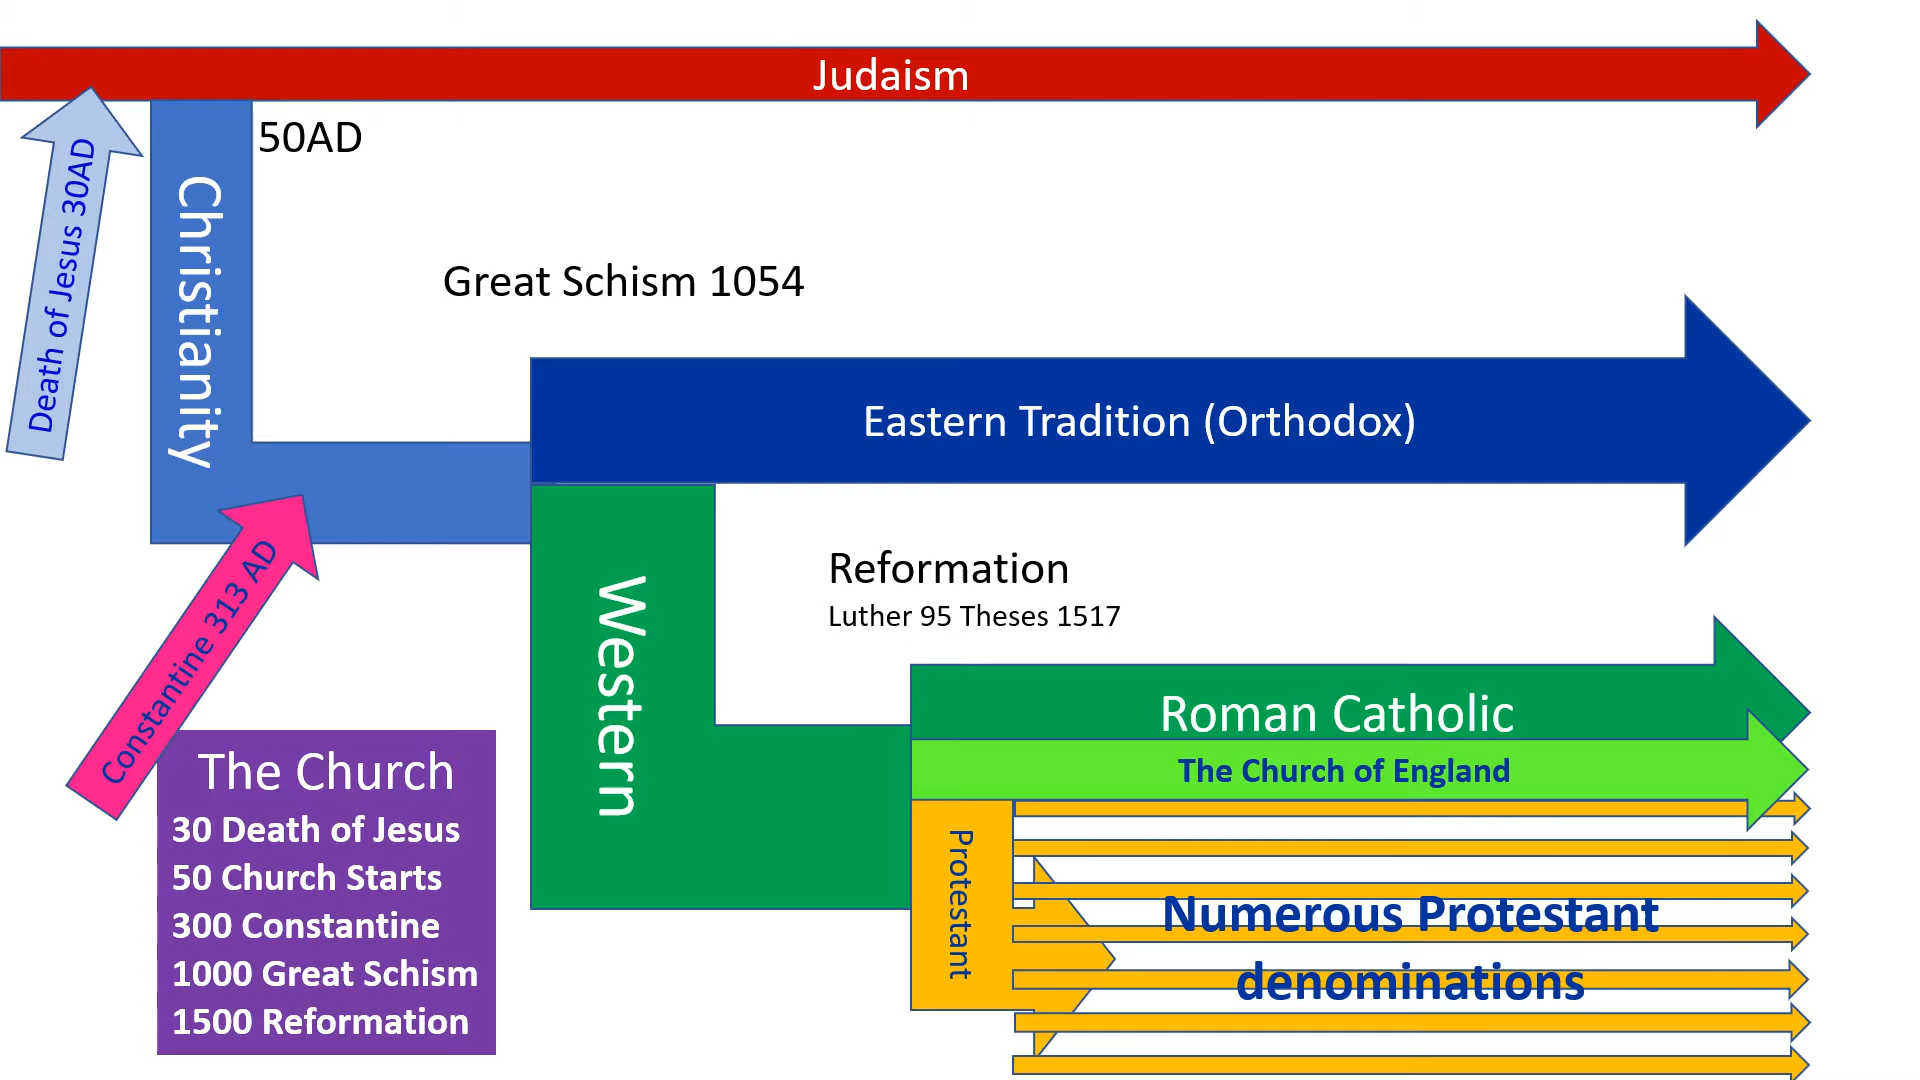 Judaism
50AD
Death of Jesus 30AD
Christianity
Great Schism 1054
Eastern Tradition (Orthodox)
Constantine 313 AD
Western
Reformation
Luther 95 Theses 1517
Roman Catholic
The Church of England
Protestant
Numerous Protestant
denominations
The Church
30 Death of Jesus
50 Church Starts
300 Constantine
1000 Great Schism
1500 Reformation